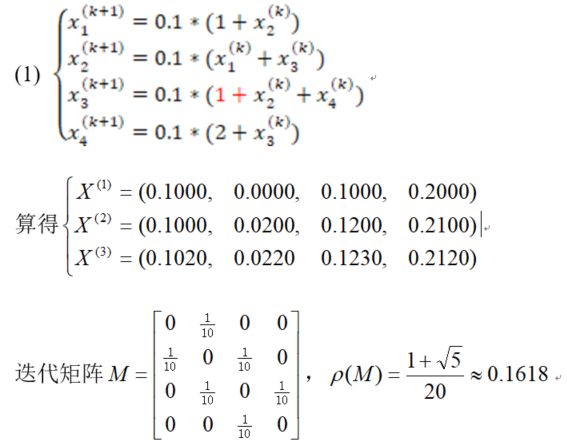 (1) { x_1^{(k+1)} = 0.1 * (1 + x_2^{(k)})
x_2^{(k+1)} = 0.1 * (x_1^{(k)} + x_3^{(k)})
x_3^{(k+1)} = 0.1 * (1 + x_2^{(k)} + x_4^{(k)})
x_4^{(k+1)} = 0.1 * (2 + x_3^{(k)})
算得 { X^{(1)} = (0.1000, 0.0000, 0.1000, 0.2000)
X^{(2)} = (0.1000, 0.0200, 0.1200, 0.2100)
X^{(3)} = (0.1020, 0.0220 0.1230, 0.2120)
迭代矩阵 M = [ 0 1/10 0 0
1/10 0 1/10 0
0 1/10 0 1/10
0 0 1/10 0 ] ， ρ(M) = (1+√5)/20 ≈ 0.1618